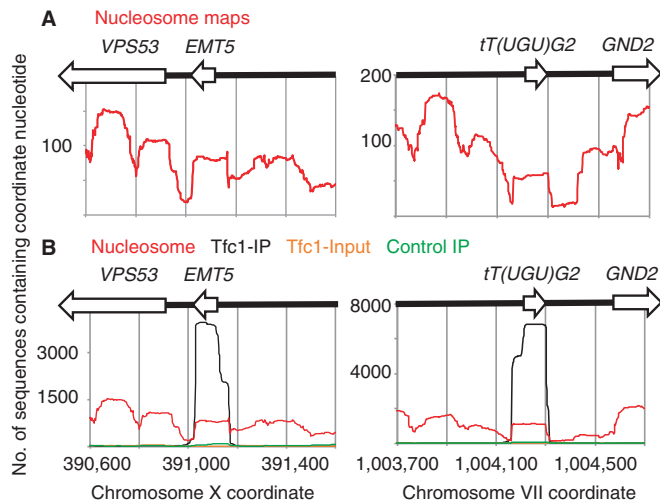 A Nucleosome maps
VPS53 EMT5 tT(UGU)G2 GND2
200
100 100
No. of sequences containing coordinate nucleotide
B Nucleosome Tfc1-IP Tfc1-Input Control IP
VPS53 EMT5 tT(UGU)G2 GND2
8000
3000
4000
1500
390,600 391,000 391,400 1,003,700 1,004,100 1,004,500
Chromosome X coordinate Chromosome VII coordinate